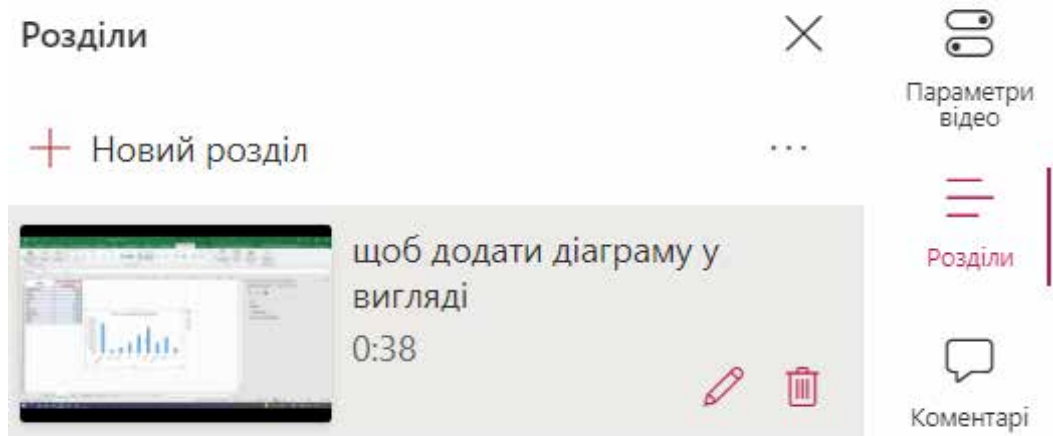 Розділи
Новий розділ
...
щоб додати діаграму у
вигляді
0:38
Параметри
відео
Розділи
Коментарі